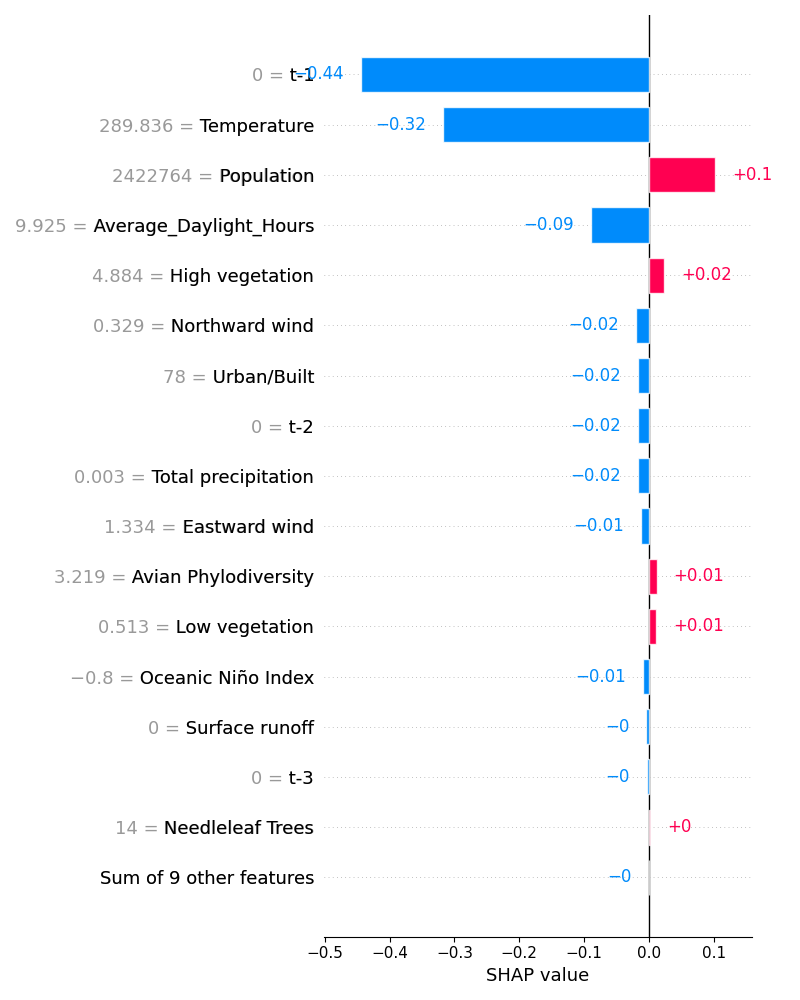 0 = t-1 −0.44
289.836 = Temperature −0.32
2422764 = Population +0.1
9.925 = Average_Daylight_Hours −0.09
4.884 = High vegetation +0.02
0.329 = Northward wind −0.02
78 = Urban/Built −0.02
0 = t-2 −0.02
0.003 = Total precipitation −0.02
1.334 = Eastward wind −0.01
3.219 = Avian Phylodiversity +0.01
0.513 = Low vegetation +0.01
−0.8 = Oceanic Niño Index −0.01
0 = Surface runoff −0
0 = t-3 −0
14 = Needleleaf Trees +0
Sum of 9 other features −0
−0.5 −0.4 −0.3 −0.2 −0.1 0.0 0.1
SHAP value